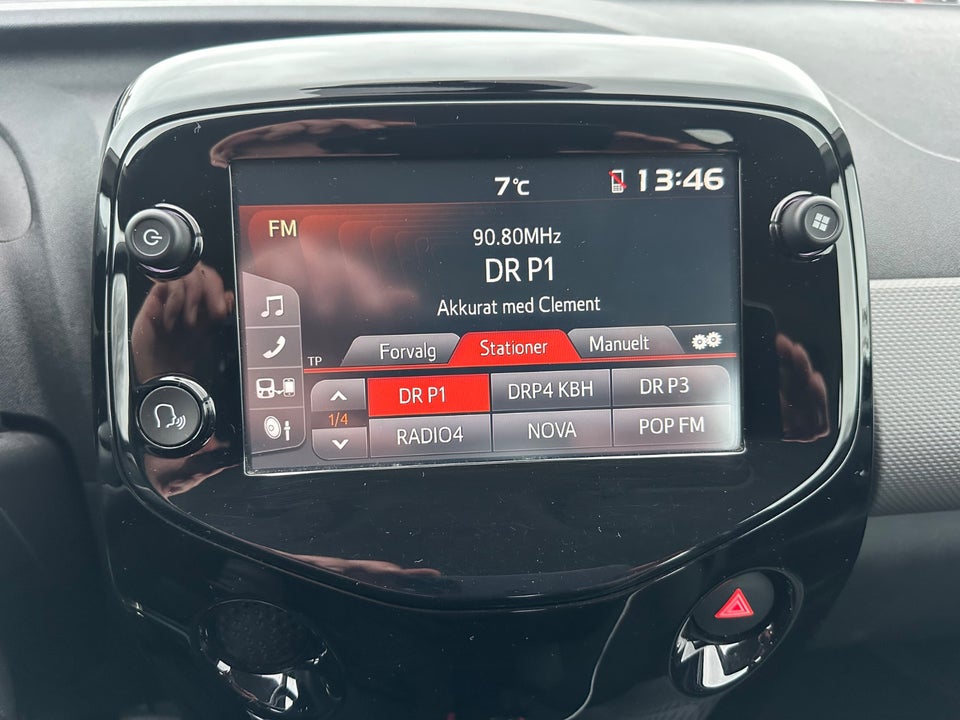 7°C 13:46
FM
90.80MHz
DR P1
Akkurat med Clement
TP Forvalg Stationer Manuelt
DR P1 DRP4 KBH DR P3
1/4
RADIO4 NOVA POP FM